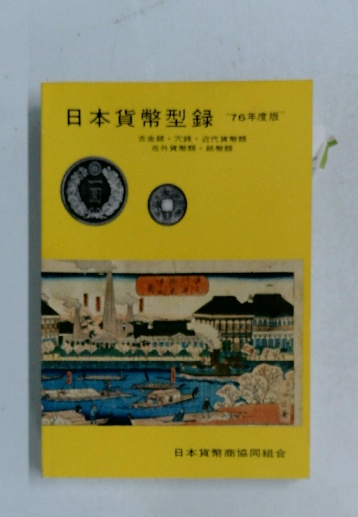 日本貨幣型録 '76年度版
古金銀・穴銭・近代貨幣類
在外貨幣類・紙幣類
日本貨幣商協同組合